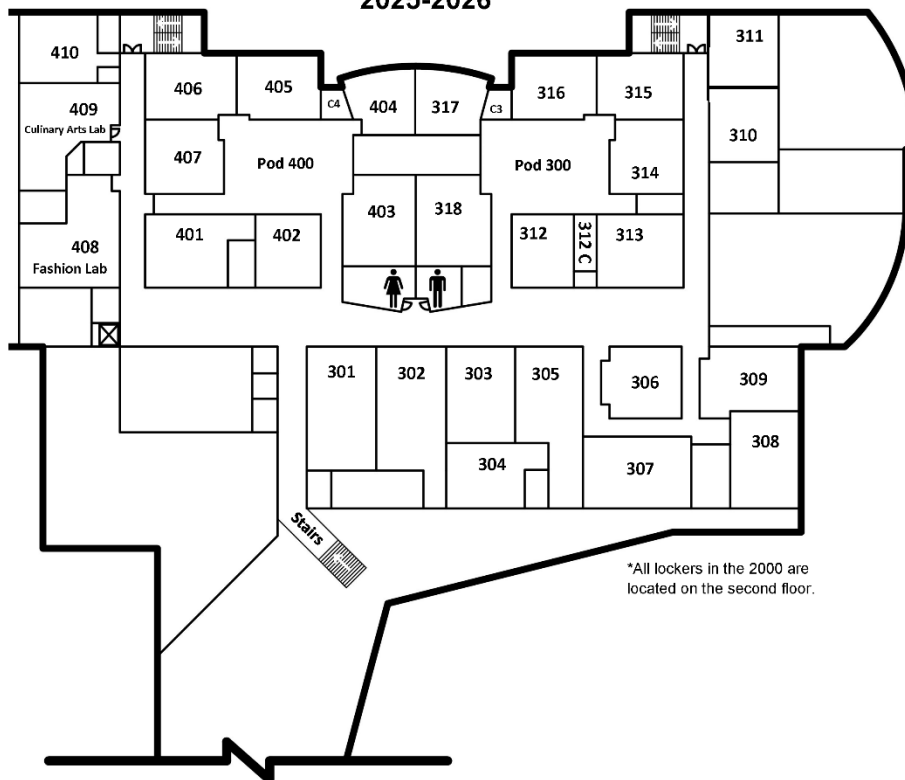 2025-2026
410
406
405
C4
404
317
C3
316
315
311
409
Culinary Arts Lab
407
Pod 400
Pod 300
314
310
401
402
403
318
312
312 C
313
408
Fashion Lab
301
302
303
305
306
309
304
307
308
Stairs
*All lockers in the 2000 are
located on the second floor.